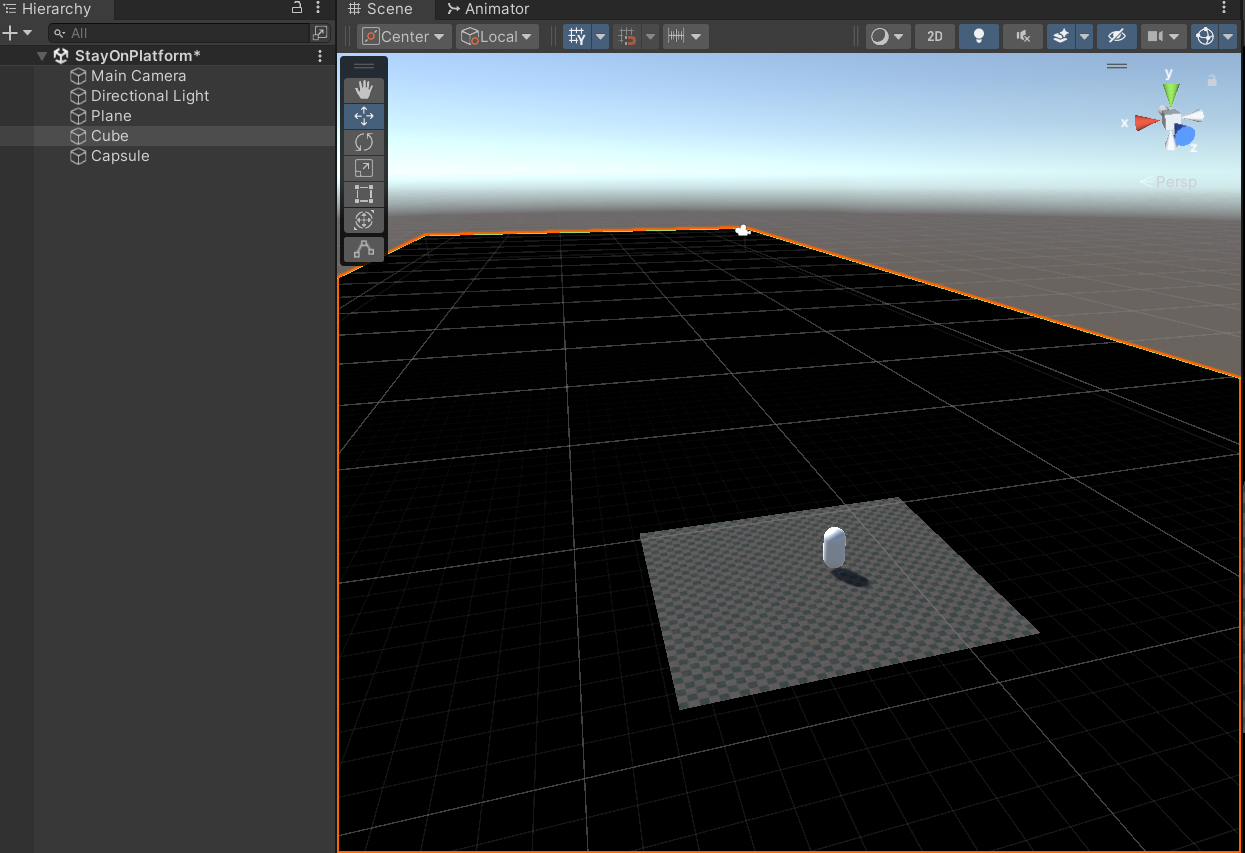 Hierarchy
All
StayOnPlatform*
Main Camera
Directional Light
Plane
Cube
Capsule
Scene
Animator
Center
Local
2D
y
x
z
Persp